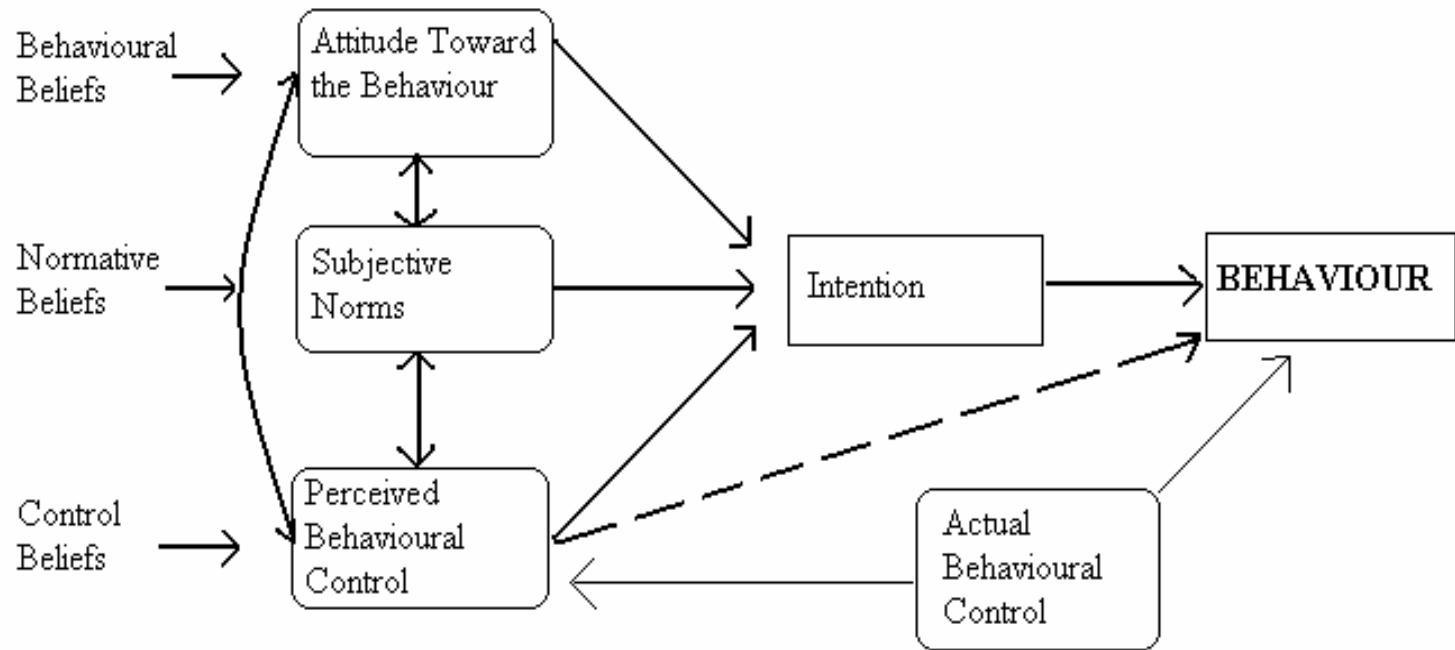 Behavioural
Beliefs
Attitude Toward
the Behaviour
Normative
Beliefs
Subjective
Norms
Intention
BEHAVIOUR
Control
Beliefs
Perceived
Behavioural
Control
Actual
Behavioural
Control